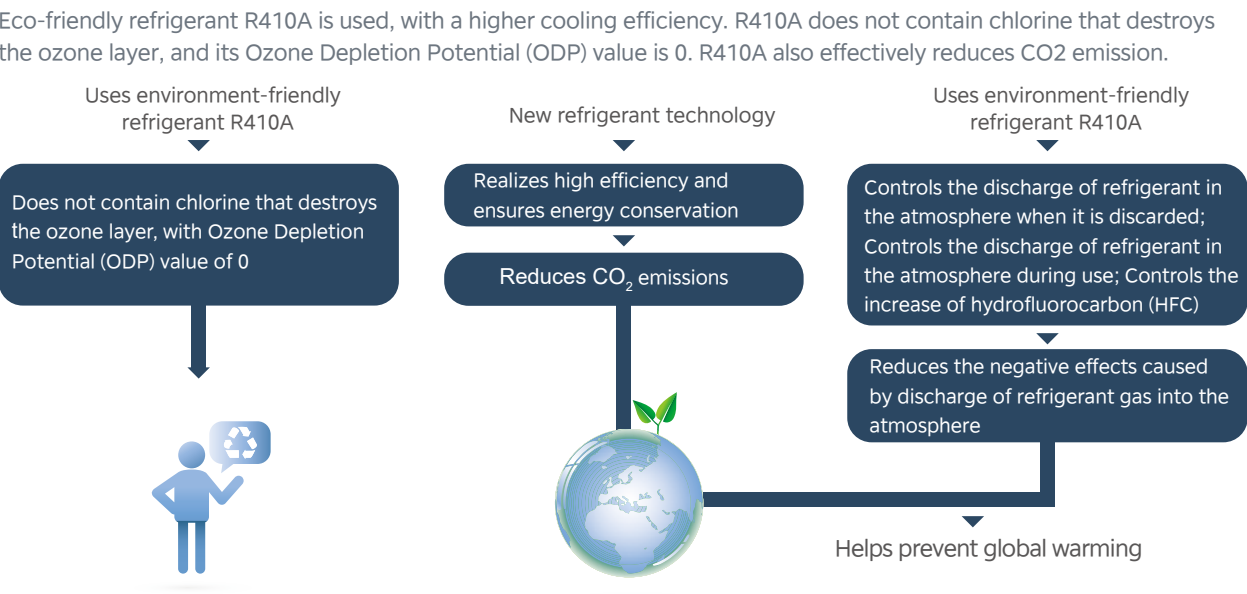 Eco-friendly refrigerant R410A is used, with a higher cooling efficiency. R410A does not contain chlorine that destroys
the ozone layer, and its Ozone Depletion Potential (ODP) value is 0. R410A also effectively reduces CO2 emission.
Uses environment-friendly
refrigerant R410A
Does not contain chlorine that destroys
the ozone layer, with Ozone Depletion
Potential (ODP) value of 0
New refrigerant technology
Realizes high efficiency and
ensures energy conservation
Reduces CO₂ emissions
Uses environment-friendly
refrigerant R410A
Controls the discharge of refrigerant in
the atmosphere when it is discarded;
Controls the discharge of refrigerant in
the atmosphere during use; Controls the
increase of hydrofluorocarbon (HFC)
Reduces the negative effects caused
by discharge of refrigerant gas into the
atmosphere
Helps prevent global warming